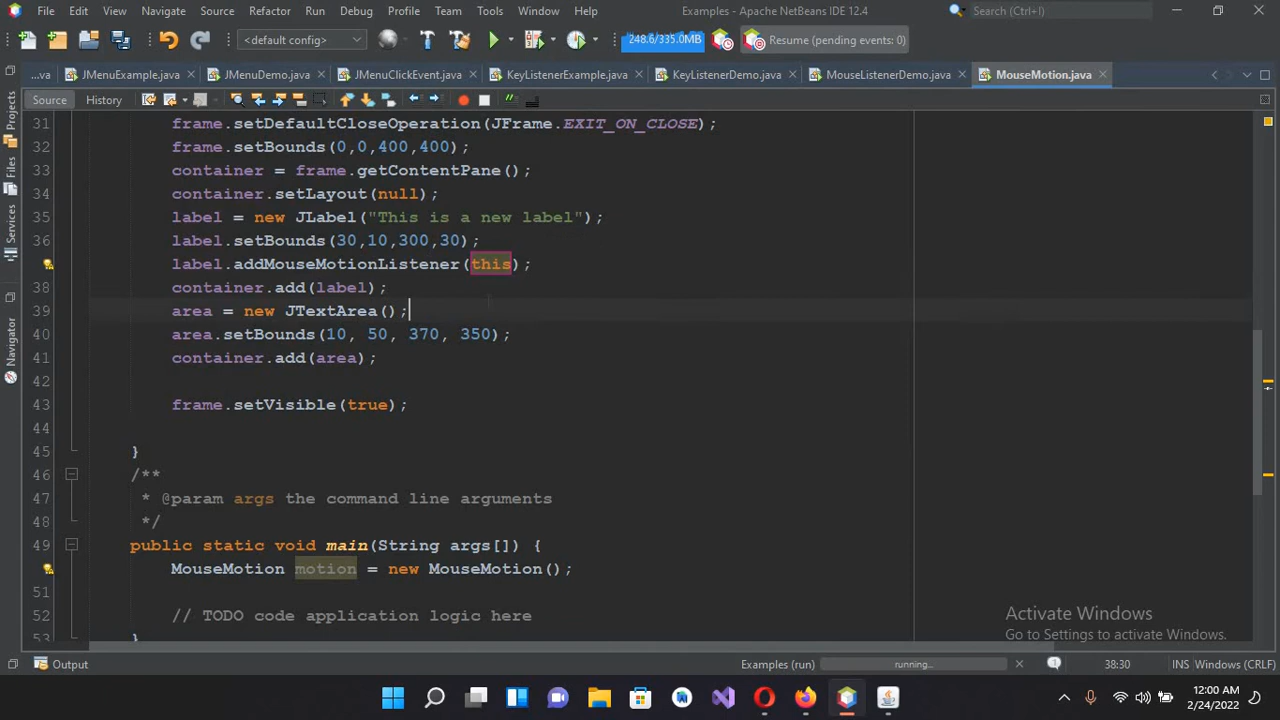 File Edit View Navigate Source Refactor Run Debug Profile Team Tools Window Help Examples - Apache NetBeans IDE 12.4 Search (Ctrl+I)
<default config> 248.6/335.0MB Resume (pending events: 0)
...va JMenuExample.java JMenuDemo.java JMenuClickEvent.java KeyListenerExample.java KeyListenerDemo.java MouseListenerDemo.java MouseMotion.java
Source History
Projects
Files
Services
Navigator
31 frame.setDefaultCloseOperation(JFrame.EXIT_ON_CLOSE);
32 frame.setBounds(0,0,400,400);
33 container = frame.getContentPane();
34 container.setLayout(null);
35 label = new JLabel("This is a new label");
36 label.setBounds(30,10,300,30);
label.addMouseMotionListener(this);
38 container.add(label);
39 area = new JTextArea();
40 area.setBounds(10, 50, 370, 350);
41 container.add(area);
42
43 frame.setVisible(true);
44
45 }
46 /**
47 * @param args the command line arguments
48 */
49 public static void main(String args[]) {
MouseMotion motion = new MouseMotion();
51
52 // TODO code application logic here
53 }
Activate Windows
Go to Settings to activate Windows.
Output Examples (run) running... 38:30 INS Windows (CRLF)
12:00 AM
2/24/2022